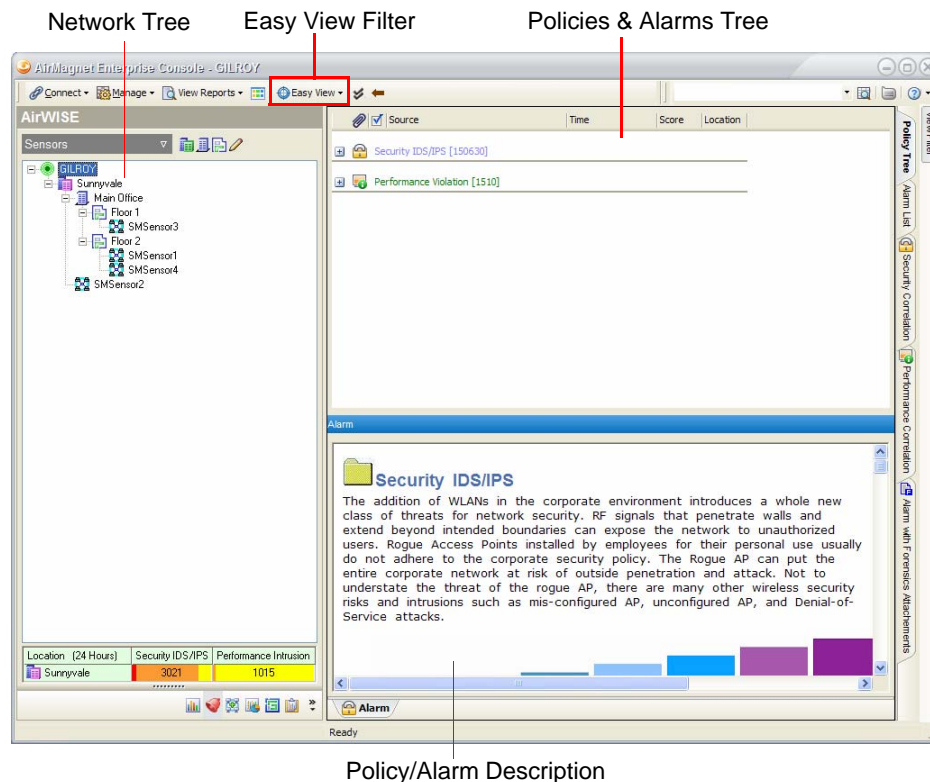 Network Tree
Easy View Filter
Policies & Alarms Tree
AirMagnet Enterprise Console - GILROY
Connect
Manage
View Reports
Easy View
AirWISE
Sensors
GILROY
Sunnyvale
Main Office
Floor 1
SMSensor3
Floor 2
SMSensor1
SMSensor4
SMSensor2
Location (24 Hours) Security IDS/IPS Performance Intrusion
Sunnyvale 3021 1015
Source Time Score Location
Security IDS/IPS [150630]
Performance Violation [1510]
Alarm
Security IDS/IPS
The addition of WLANs in the corporate environment introduces a whole new
class of threats for network security. RF signals that penetrate walls and
extend beyond intended boundaries can expose the network to unauthorized
users. Rogue Access Points installed by employees for their personal use usually
do not adhere to the corporate security policy. The Rogue AP can put the
entire corporate network at risk of outside penetration and attack. Not to
understate the threat of the rogue AP, there are many other wireless security
risks and intrusions such as mis-configured AP, unconfigured AP, and Denial-of-
Service attacks.
Alarm
Ready
Policy Tree
Alarm List
Security Correlation
Performance Correlation
Alarm with Forensics Attachements
View Filter
Policy/Alarm Description